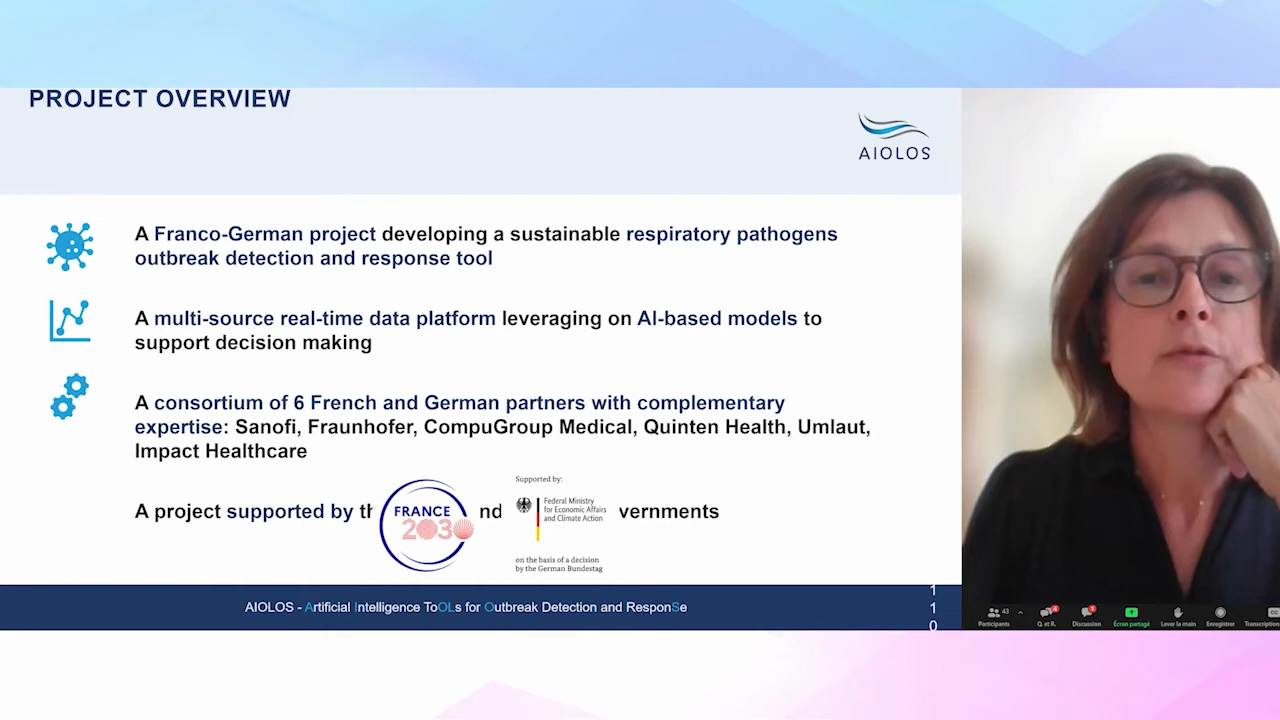 PROJECT OVERVIEW
AIOLOS
A Franco-German project developing a sustainable respiratory pathogens
outbreak detection and response tool
A multi-source real-time data platform leveraging on AI-based models to
support decision making
A consortium of 6 French and German partners with complementary
expertise: Sanofi, Fraunhofer, CompuGroup Medical, Quinten Health, Umlaut,
Impact Healthcare
A project supported by th
FRANCE
2030
nd
Supported by:
Federal Ministry
for Economic Affairs
and Climate Action
on the basis of a decision
by the German Bundestag
vernments
AIOLOS - Artificial Intelligence ToOLs for Outbreak Detection and ResponSe
1
1
0
43
Participants
4
Q. et R.
1
Discussion
Écran partagé
Lever la main
Enregistrer
CC
Transcription